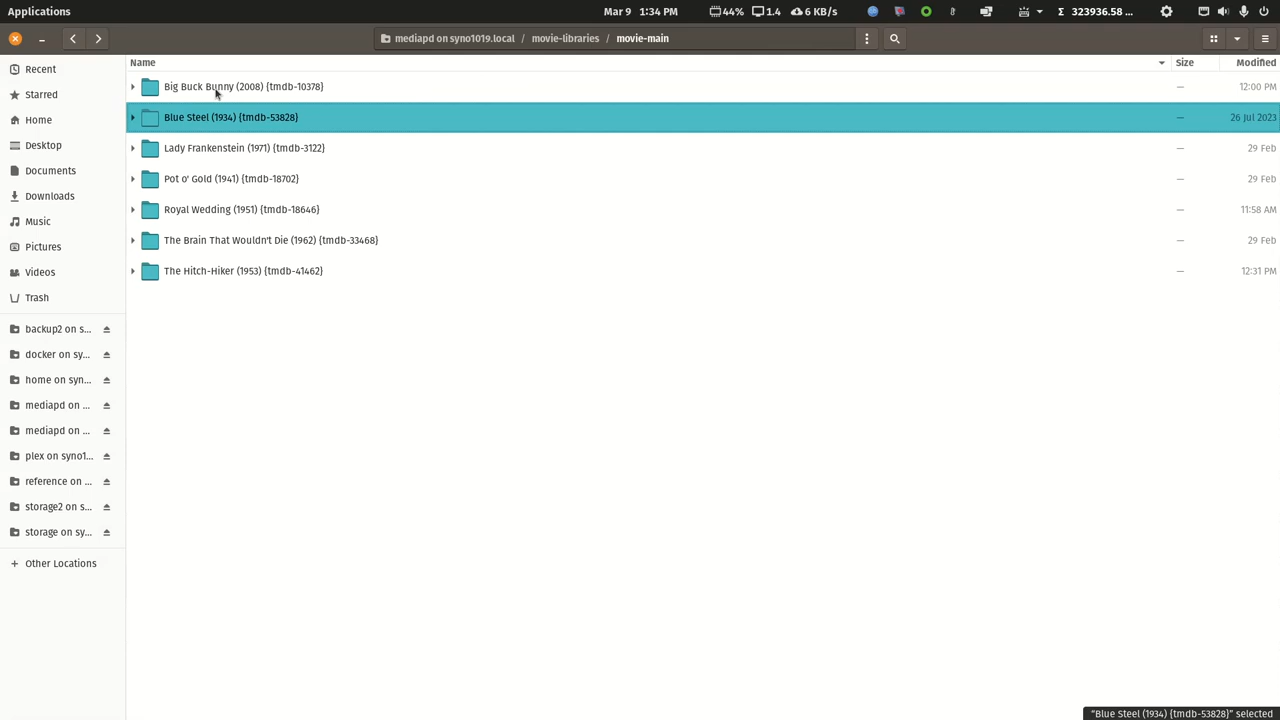 Applications
Mar 9 1:34 PM 44% 1.4 6 KB/s Σ 323936.58 ...
mediapd on syno1019.local / movie-libraries / movie-main
Name Size Modified
Recent
Starred
Home
Desktop
Documents
Downloads
Music
Pictures
Videos
Trash
backup2 on s...
docker on sy...
home on syn...
mediapd on ...
mediapd on ...
plex on syno1...
reference on ...
storage2 on s...
storage on sy...
+ Other Locations
Big Buck Bunny (2008) {tmdb-10378} — 12:00 PM
Blue Steel (1934) {tmdb-53828} — 26 Jul 2023
Lady Frankenstein (1971) {tmdb-3122} — 29 Feb
Pot o' Gold (1941) {tmdb-18702} — 29 Feb
Royal Wedding (1951) {tmdb-18646} — 11:58 AM
The Brain That Wouldn't Die (1962) {tmdb-33468} — 29 Feb
The Hitch-Hiker (1953) {tmdb-41462} — 12:31 PM
"Blue Steel (1934) {tmdb-53828}" selected